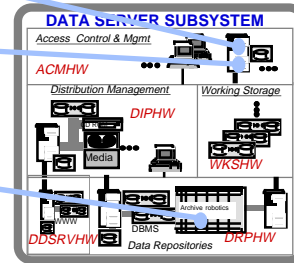 DATA SERVER SUBSYSTEM
Access Control & Mgmt
ACMHW
Distribution Management
Working Storage
DIPHW
D R
Media
WKSHW
Archive robotics
WWW
DBMS
DDSRVHW
Data Repositories
DRPHW